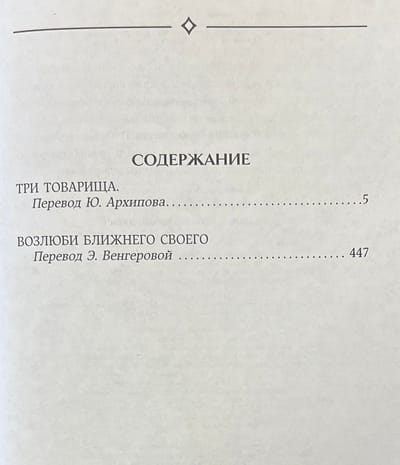 СОДЕРЖАНИЕ
ТРИ ТОВАРИЩА.
Перевод Ю. Архипова..............................5
ВОЗЛЮБИ БЛИЖНЕГО СВОЕГО
Перевод Э. Венгеровой ......................... 447